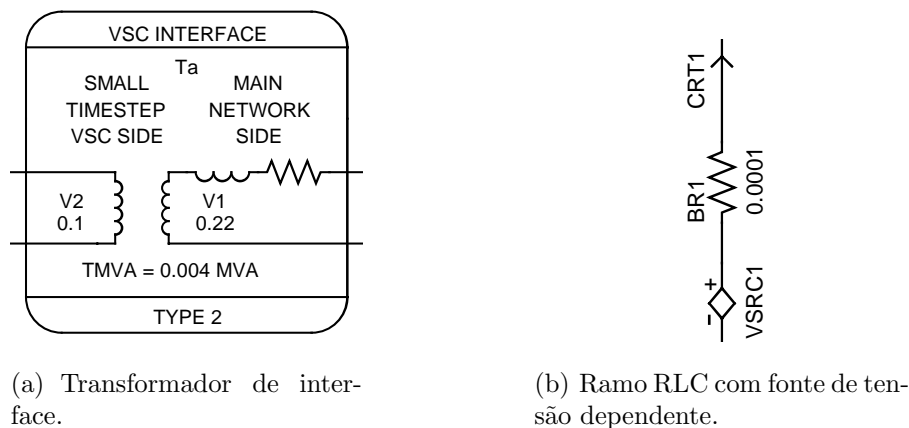 VSC INTERFACE
Ta
SMALL
TIMESTEP
VSC SIDE
MAIN
NETWORK
SIDE
V2
0.1
V1
0.22
TMVA = 0.004 MVA
TYPE 2
CRT1
BR1
0.0001
+
-
VSRC1
(a) Transformador de inter-
face.
(b) Ramo RLC com fonte de ten-
são dependente.